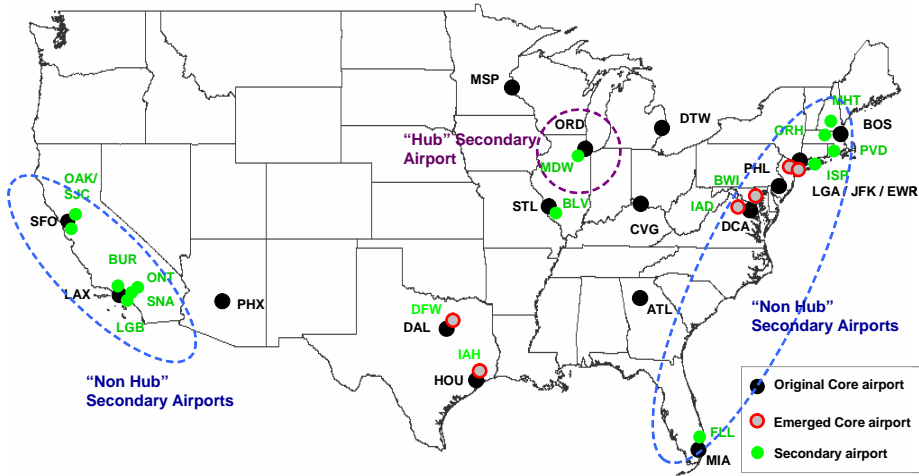 MSP
DTW
ORD
"Hub" Secondary
Airport
MDW
MHT
BOS
ORH
PVD
PHL
ISP
BWI
LGA / JFK / EWR
IAD
DCA
OAK/
SJC
SFO
STL
BLV
CVG
BUR
ONT
LAX
SNA
LGB
PHX
DFW
DAL
ATL
IAH
HOU
"Non Hub"
Secondary Airports
"Non Hub"
Secondary Airports
FLL
MIA
Original Core airport
Emerged Core airport
Secondary airport